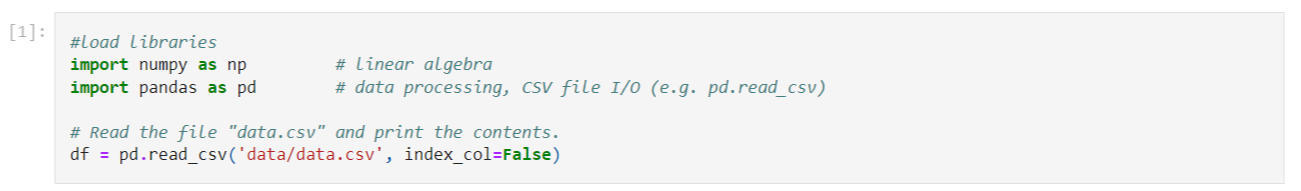 [1]:
#load libraries
import numpy as np # linear algebra
import pandas as pd # data processing, CSV file I/O (e.g. pd.read_csv)
# Read the file "data.csv" and print the contents.
df = pd.read_csv('data/data.csv', index_col=False)